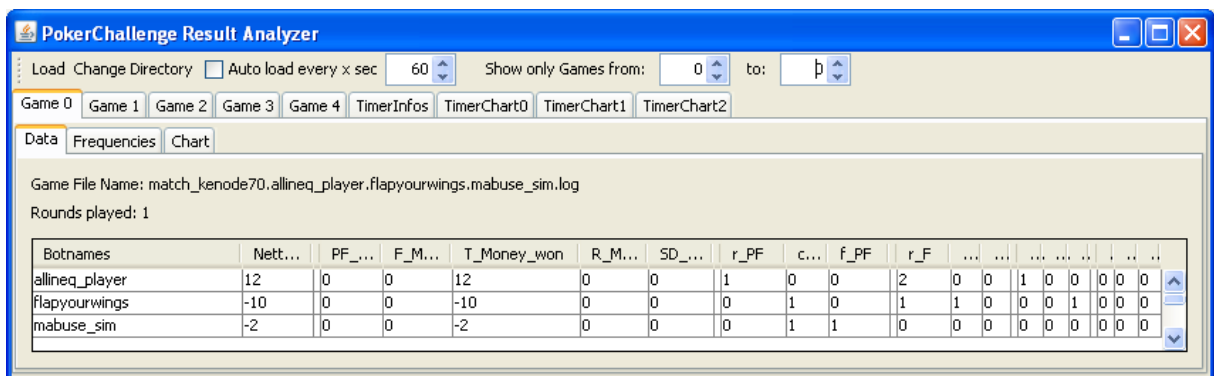 PokerChallenge Result Analyzer
Load Change Directory Auto load every x sec 60 Show only Games from: 0 to: 0
Game 0 Game 1 Game 2 Game 3 Game 4 TimerInfos TimerChart0 TimerChart1 TimerChart2
Data Frequencies Chart
Game File Name: match_kenode70.allineq_player.flapyourwings.mabuse_sim.log
Rounds played: 1
Botnames Nett... PF_... F_M... T_Money_won R_M... SD_... r_PF c... f_PF r_F ... ... ... ... .. . .. ..
allineq_player 12 0 0 12 0 0 1 0 0 2 0 0 1 0 0 0 0 0
flapyourwings -10 0 0 -10 0 0 0 1 0 1 1 0 0 0 1 0 0 0
mabuse_sim -2 0 0 -2 0 0 0 1 1 0 0 0 0 0 0 0 0 0